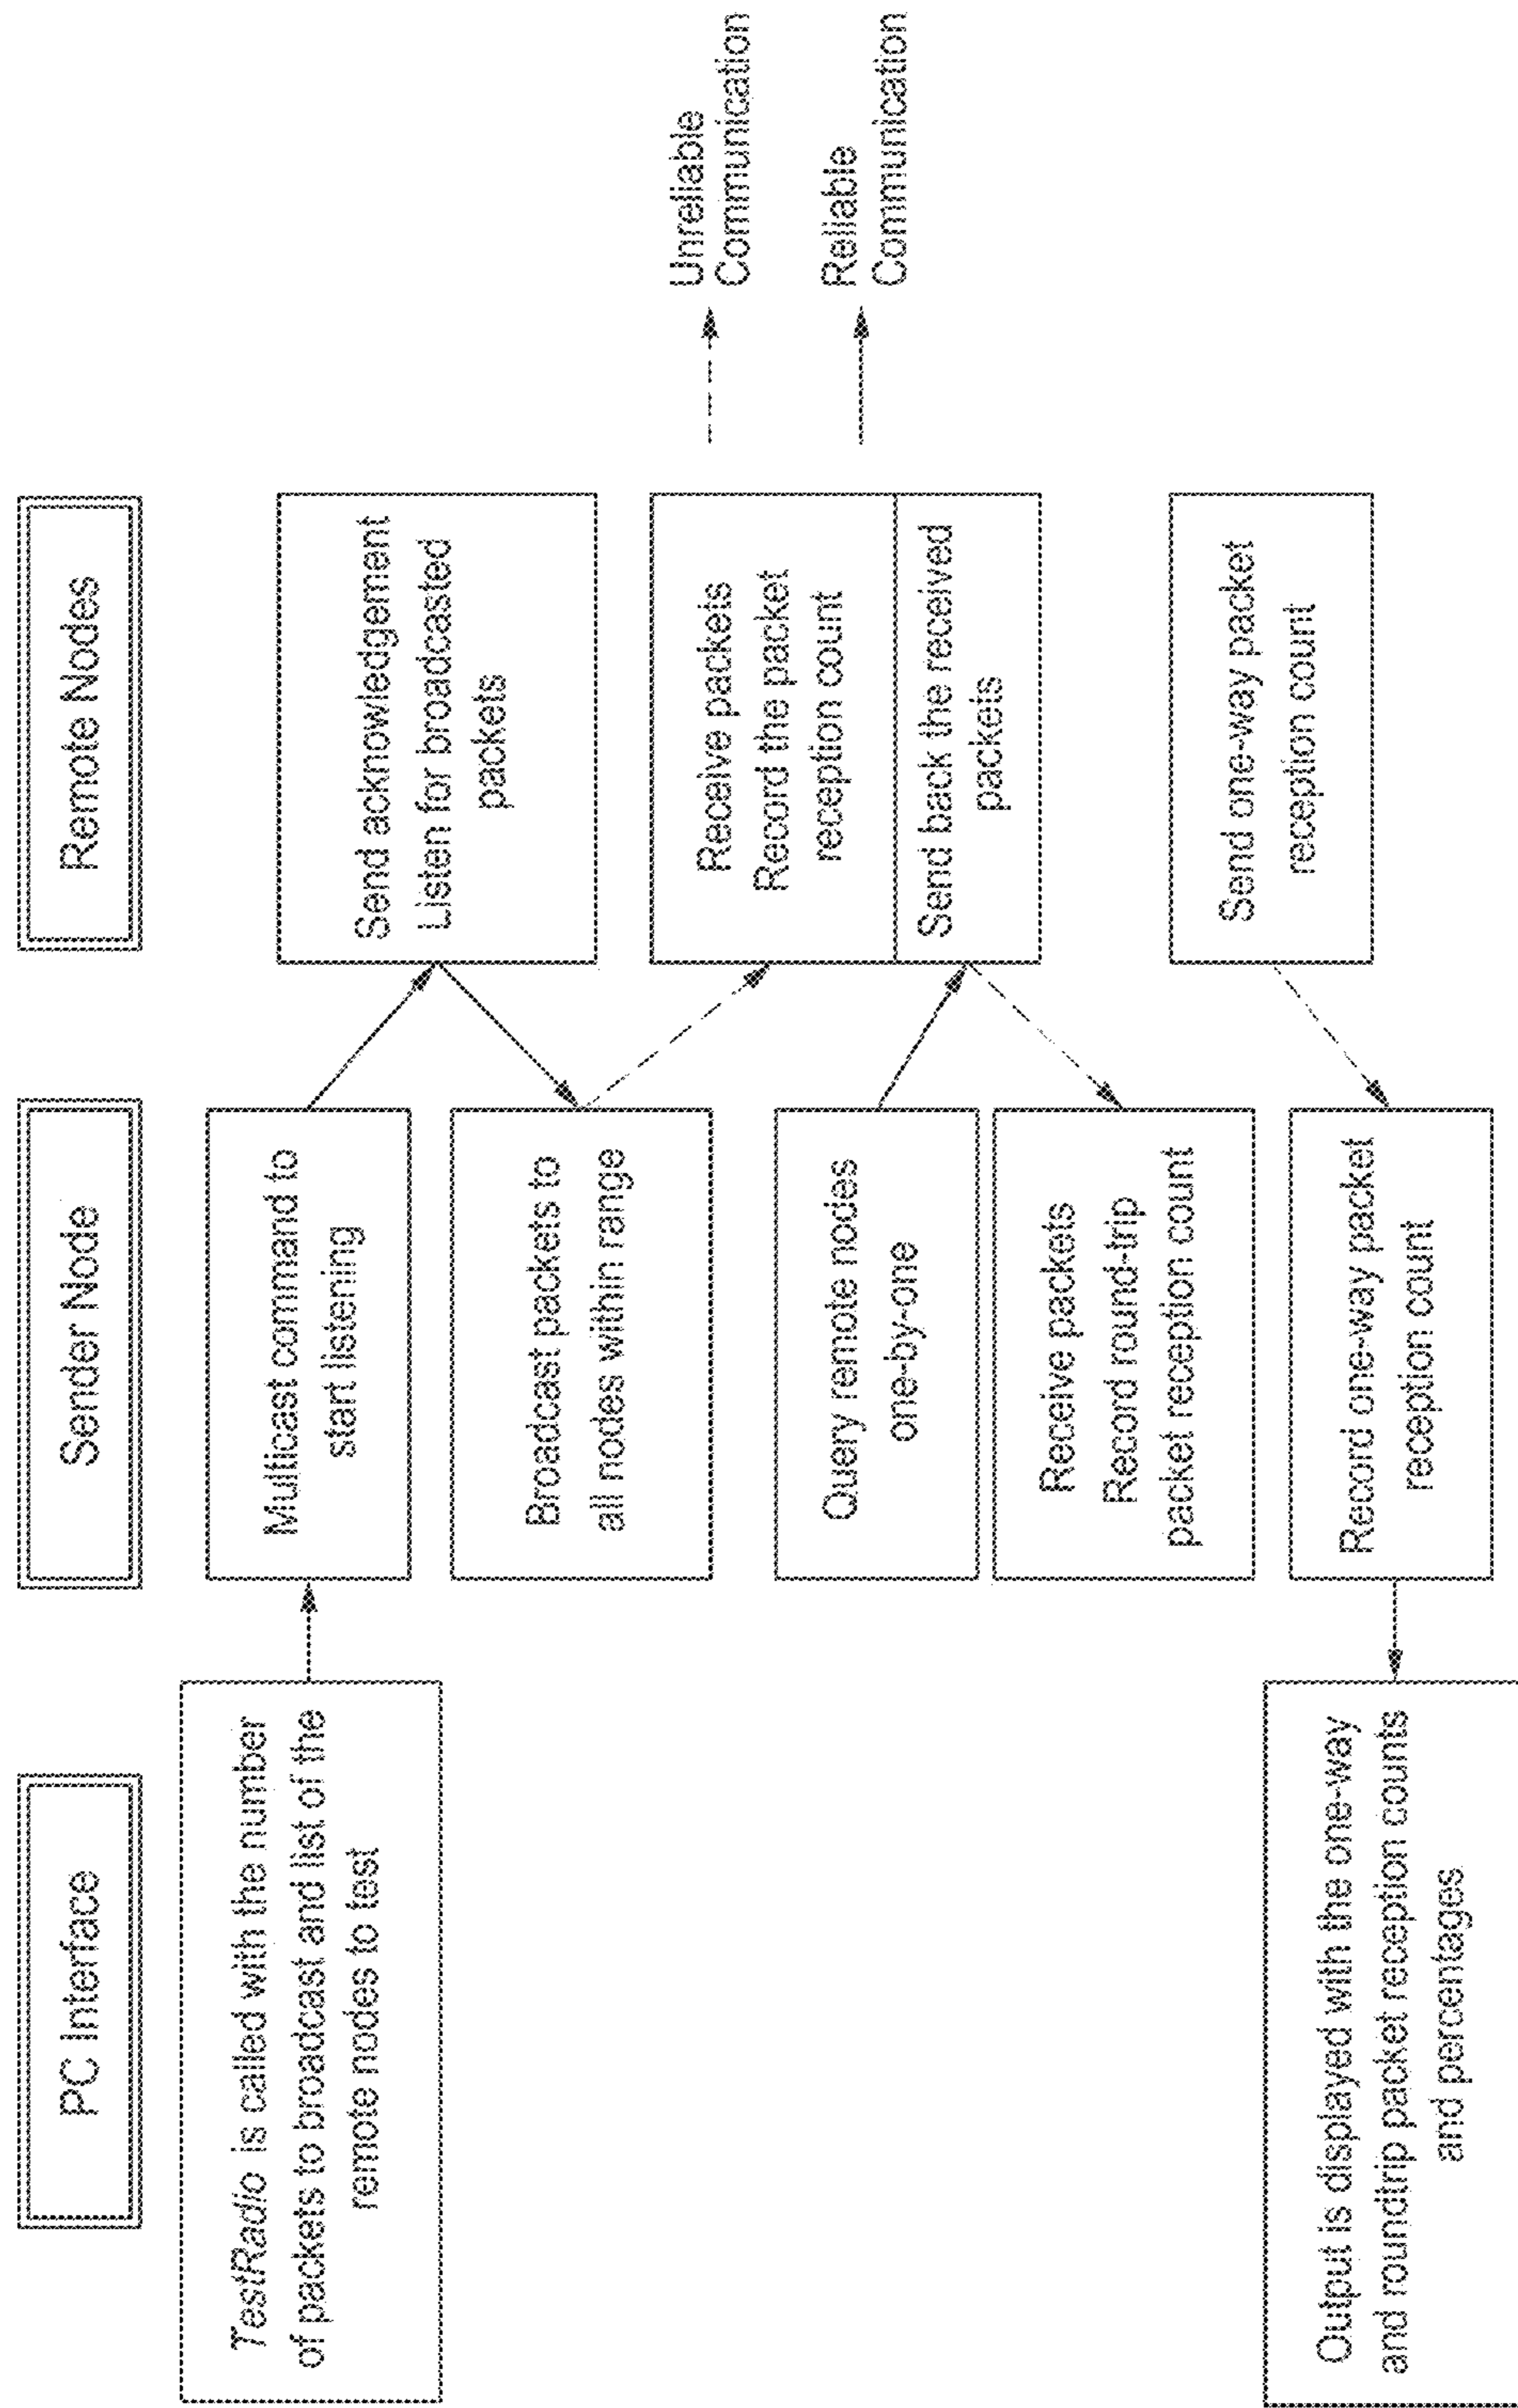 PC Interface
Sender Node
Remote Nodes
TestRadio is called with the number
of packets to broadcast and list of the
remote nodes to test
Multicast command to
start listening
Send acknowledgement
Listen for broadcasted
packets
Broadcast packets to
all nodes within range
Receive packets
Record the packet
reception count
Query remote nodes
one-by-one
Send back the received
packets
Receive packets
Record round-trip
packet reception count
Send one-way packet
reception count
Record one-way packet
reception count
Output is displayed with the one-way
and roundtrip packet reception counts
and percentages
Unreliable
Communication
Reliable
Communication